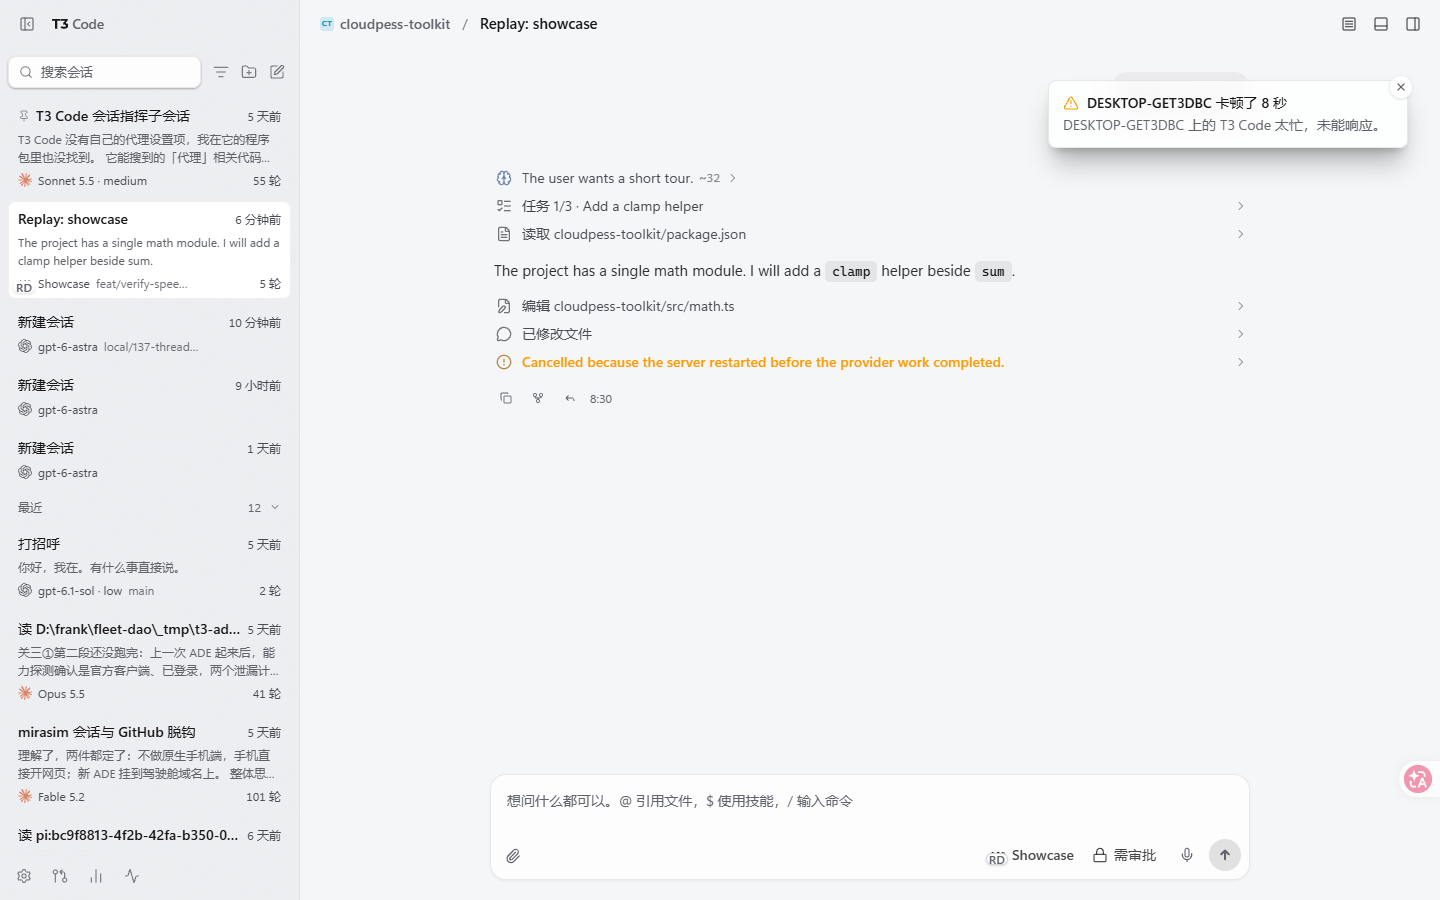 T3 Code
搜索会话
T3 Code 会话指挥子会话 5 天前
T3 Code 没有自己的代理设置项，我在它的程序
包里也没找到。 它能搜到的「代理」相关代码...
Sonnet 5.5 · medium 55 轮
Replay: showcase 6 分钟前
The project has a single math module. I will add a
clamp helper beside sum.
RD Showcase feat/verify-spee... 5 轮
新建会话 10 分钟前
gpt-6-astra local/137-thread...
新建会话 9 小时前
gpt-6-astra
新建会话 1 天前
gpt-6-astra
最近 12
打招呼 5 天前
你好，我在。有什么事直接说。
gpt-6.1-sol · low main 2 轮
读 D:\frank\fleet-dao\_tmp\t3-ad... 5 天前
关三①第二段还没跑完：上一次 ADE 起来后，能
力探测确认是官方客户端、已登录，两个泄漏计...
Opus 5.5 41 轮
mirasim 会话与 GitHub 脱钩 5 天前
理解了，两件都定了：不做原生手机端，手机直
接开网页；新 ADE 挂到驾驶舱域名上。 整体思...
Fable 5.2 101 轮
读 pi:bc9f8813-4f2b-42fa-b350-0... 6 天前
CT cloudpess-toolkit / Replay: showcase
DESKTOP-GET3DBC 卡顿了 8 秒
DESKTOP-GET3DBC 上的 T3 Code 太忙，未能响应。
The user wants a short tour. ~32
任务 1/3 · Add a clamp helper
读取 cloudpess-toolkit/package.json
The project has a single math module. I will add a clamp helper beside sum.
编辑 cloudpess-toolkit/src/math.ts
已修改文件
Cancelled because the server restarted before the provider work completed.
8:30
想问什么都可以。@ 引用文件，$ 使用技能，/ 输入命令
RD Showcase 需审批